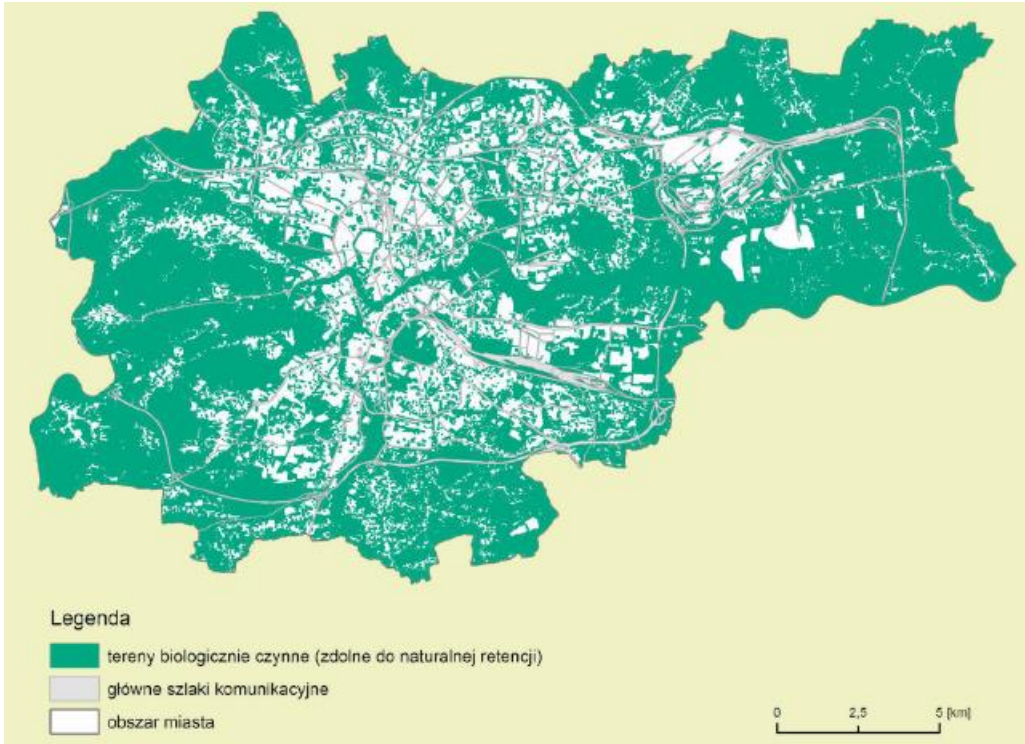 Legenda
tereny biologicznie czynne (zdolne do naturalnej retencji)
główne szlaki komunikacyjne
obszar miasta
0 2,5 5 [km]